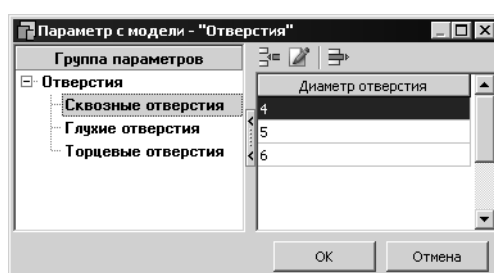 Параметр с модели - "Отверстия"
Группа параметров
Отверстия
Сквозные отверстия
Глухие отверстия
Торцевые отверстия
Диаметр отверстия
4
5
6
ОК
Отмена